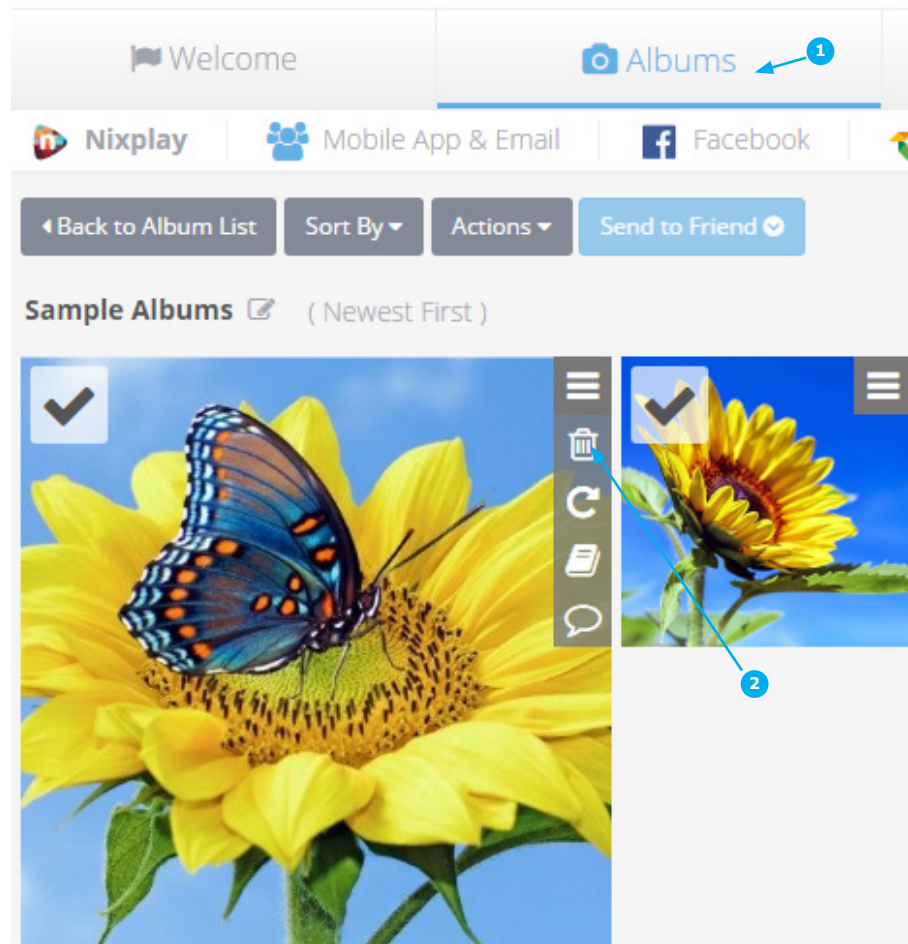 Welcome
Albums
1
Nixplay
Mobile App & Email
Facebook
Back to Album List
Sort By
Actions
Send to Friend
Sample Albums
( Newest First )
2